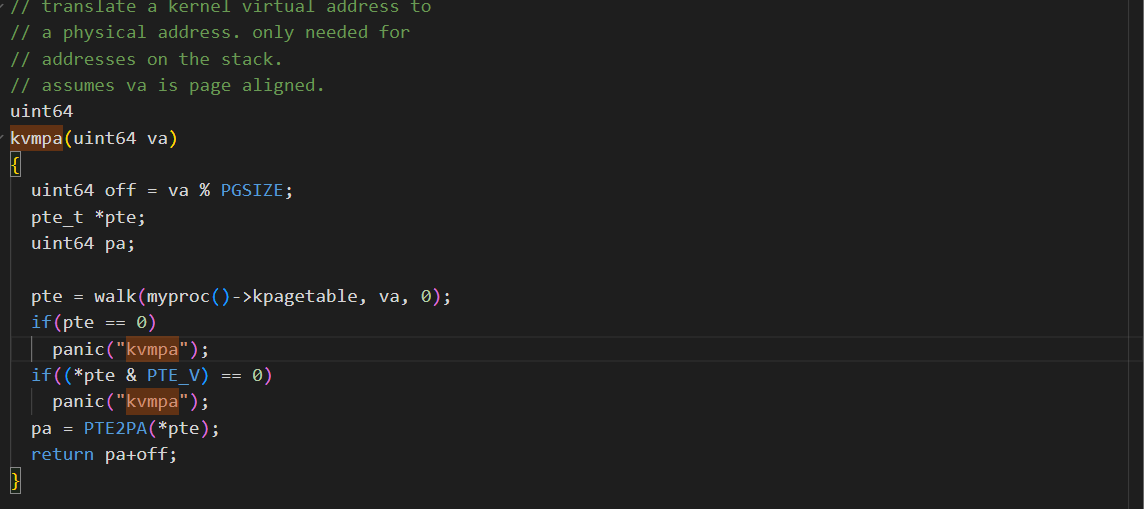 // translate a kernel virtual address to
// a physical address. only needed for
// addresses on the stack.
// assumes va is page aligned.
uint64
kvmpa(uint64 va)
{
  uint64 off = va % PGSIZE;
  pte_t *pte;
  uint64 pa;

  pte = walk(myproc()->kpagetable, va, 0);
  if(pte == 0)
    panic("kvmpa");
  if((*pte & PTE_V) == 0)
    panic("kvmpa");
  pa = PTE2PA(*pte);
  return pa+off;
}